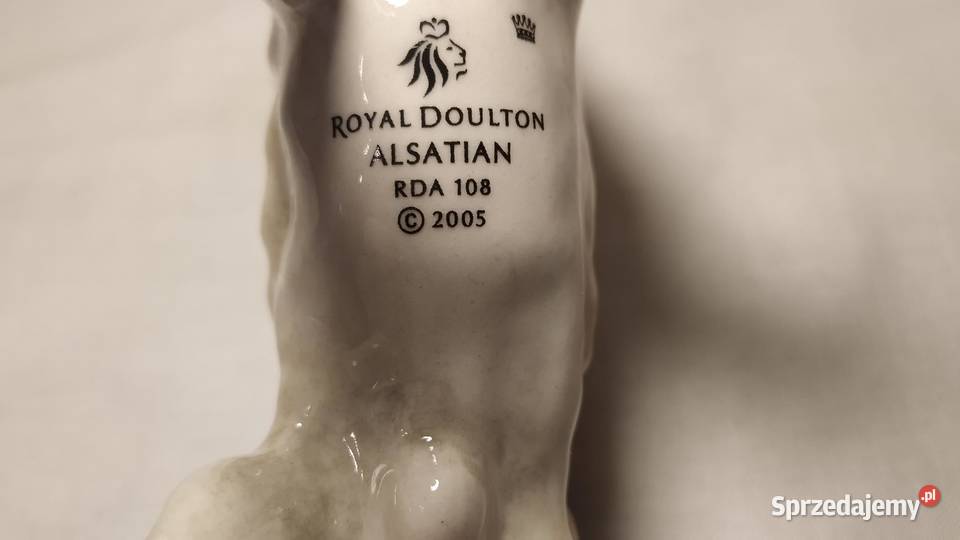 ROYAL DOULTON
ALSATIAN
RDA 108
© 2005
Sprzedajemy.pl